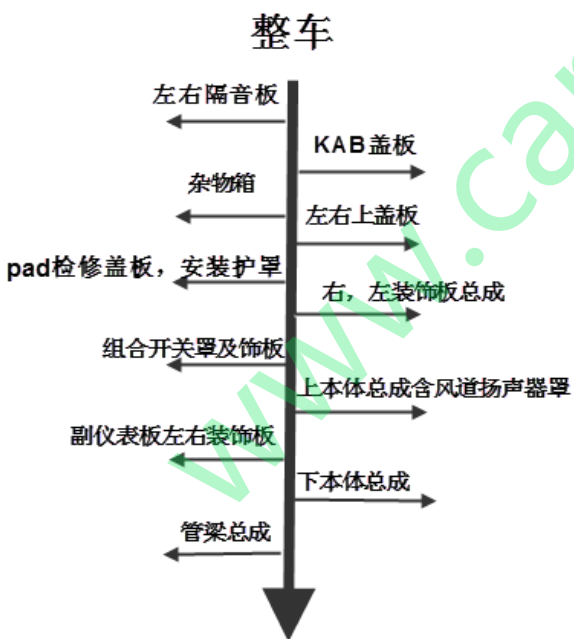 整车
左右隔音板
KAB盖板
杂物箱
左右上盖板
pad检修盖板，安装护罩
右，左装饰板总成
组合开关罩及饰板
上本体总成含风道扬声器罩
副仪表板左右装饰板
下本体总成
管梁总成
www.ca